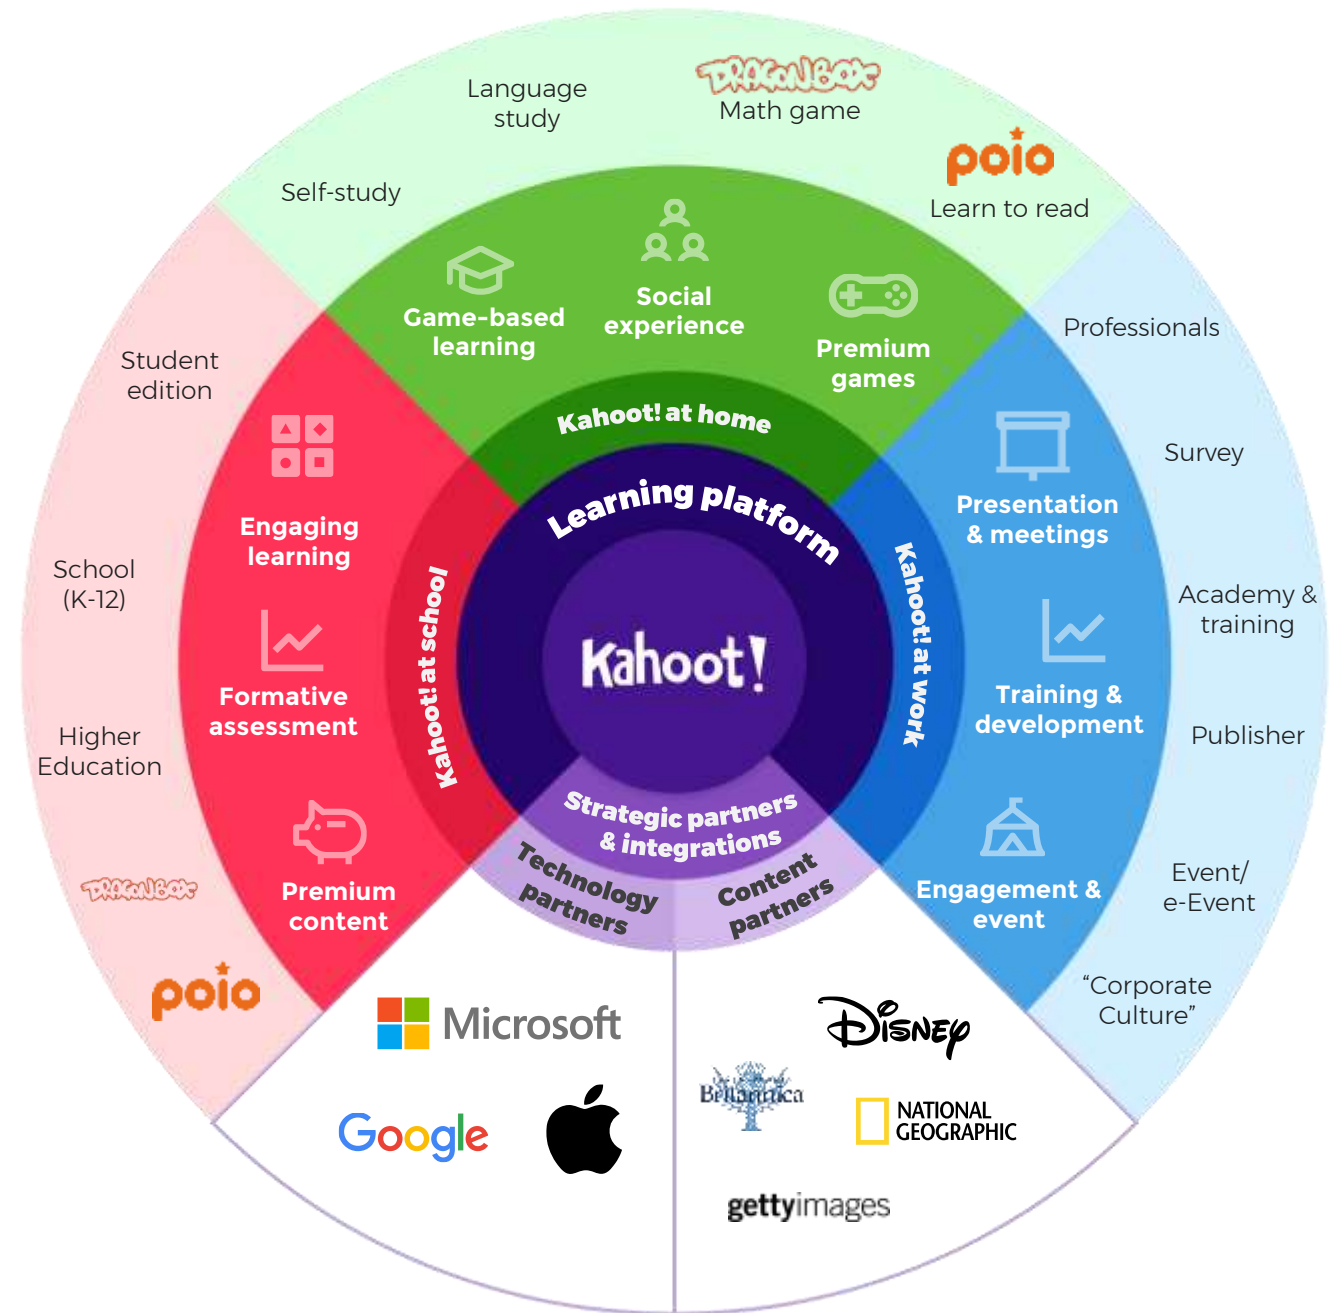 Language
study
DRAGONBOX
Math game
poio
Learn to read
Self-study
Game-based
learning
Social
experience
Premium
games
Kahoot! at home
Student
edition
School
(K-12)
Higher
Education
DRAGONBOX
poio
Engaging
learning
Formative
assessment
Premium
content
Kahoot! at school
Learning platform
Kahoot!
Kahoot! at work
Presentation
& meetings
Training &
development
Engagement &
event
Professionals
Survey
Academy &
training
Publisher
Event/
e-Event
“Corporate
Culture”
Strategic partners
& integrations
Technology
partners
Content
partners
Microsoft
Google
Disney
Britannica
NATIONAL
GEOGRAPHIC
gettyimages